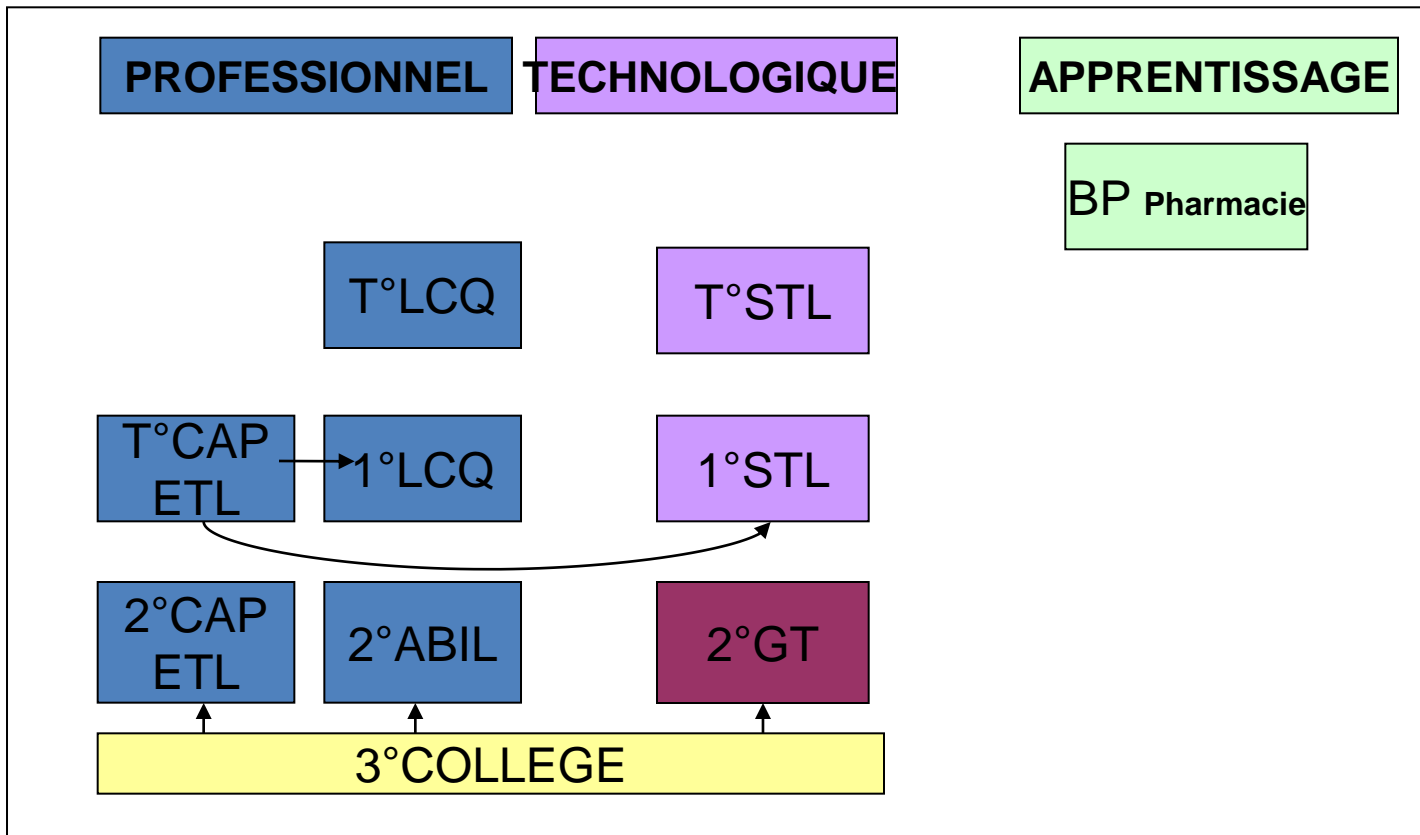 PROFESSIONNEL
TECHNOLOGIQUE
APPRENTISSAGE
BP Pharmacie
T°LCQ
T°STL
T°CAP
ETL
1°LCQ
1°STL
2°CAP
ETL
2°ABIL
2°GT
3°COLLEGE